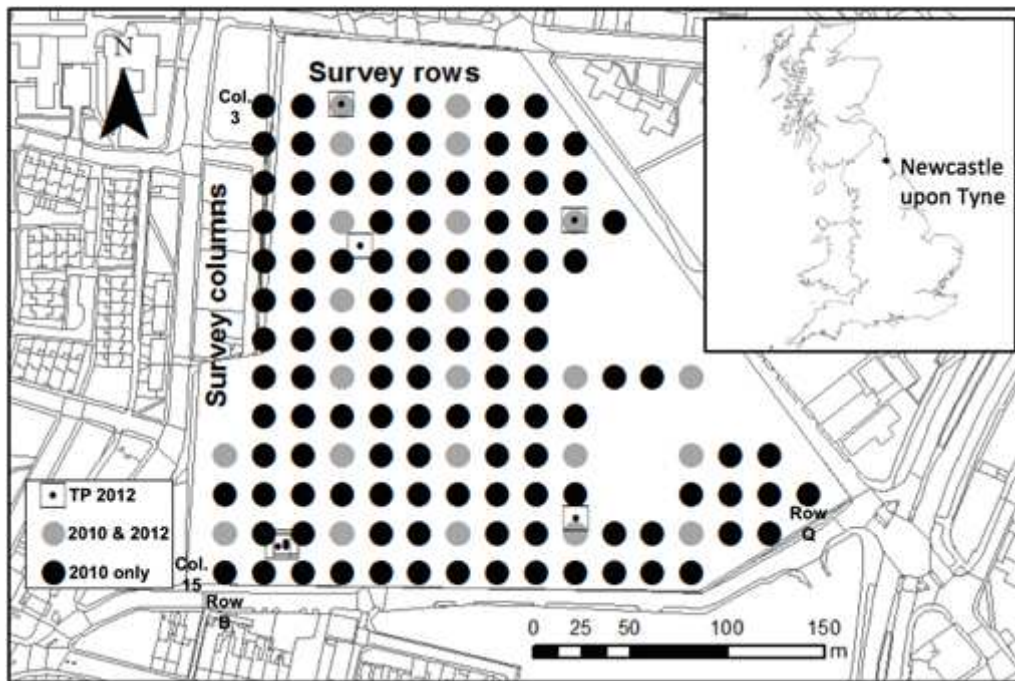 N
Survey rows
Col.
3
Survey columns
Newcastle
upon Tyne
TP 2012
2010 & 2012
2010 only
Row
Q
Col.
15
Row
B
0 25 50 100 150
m